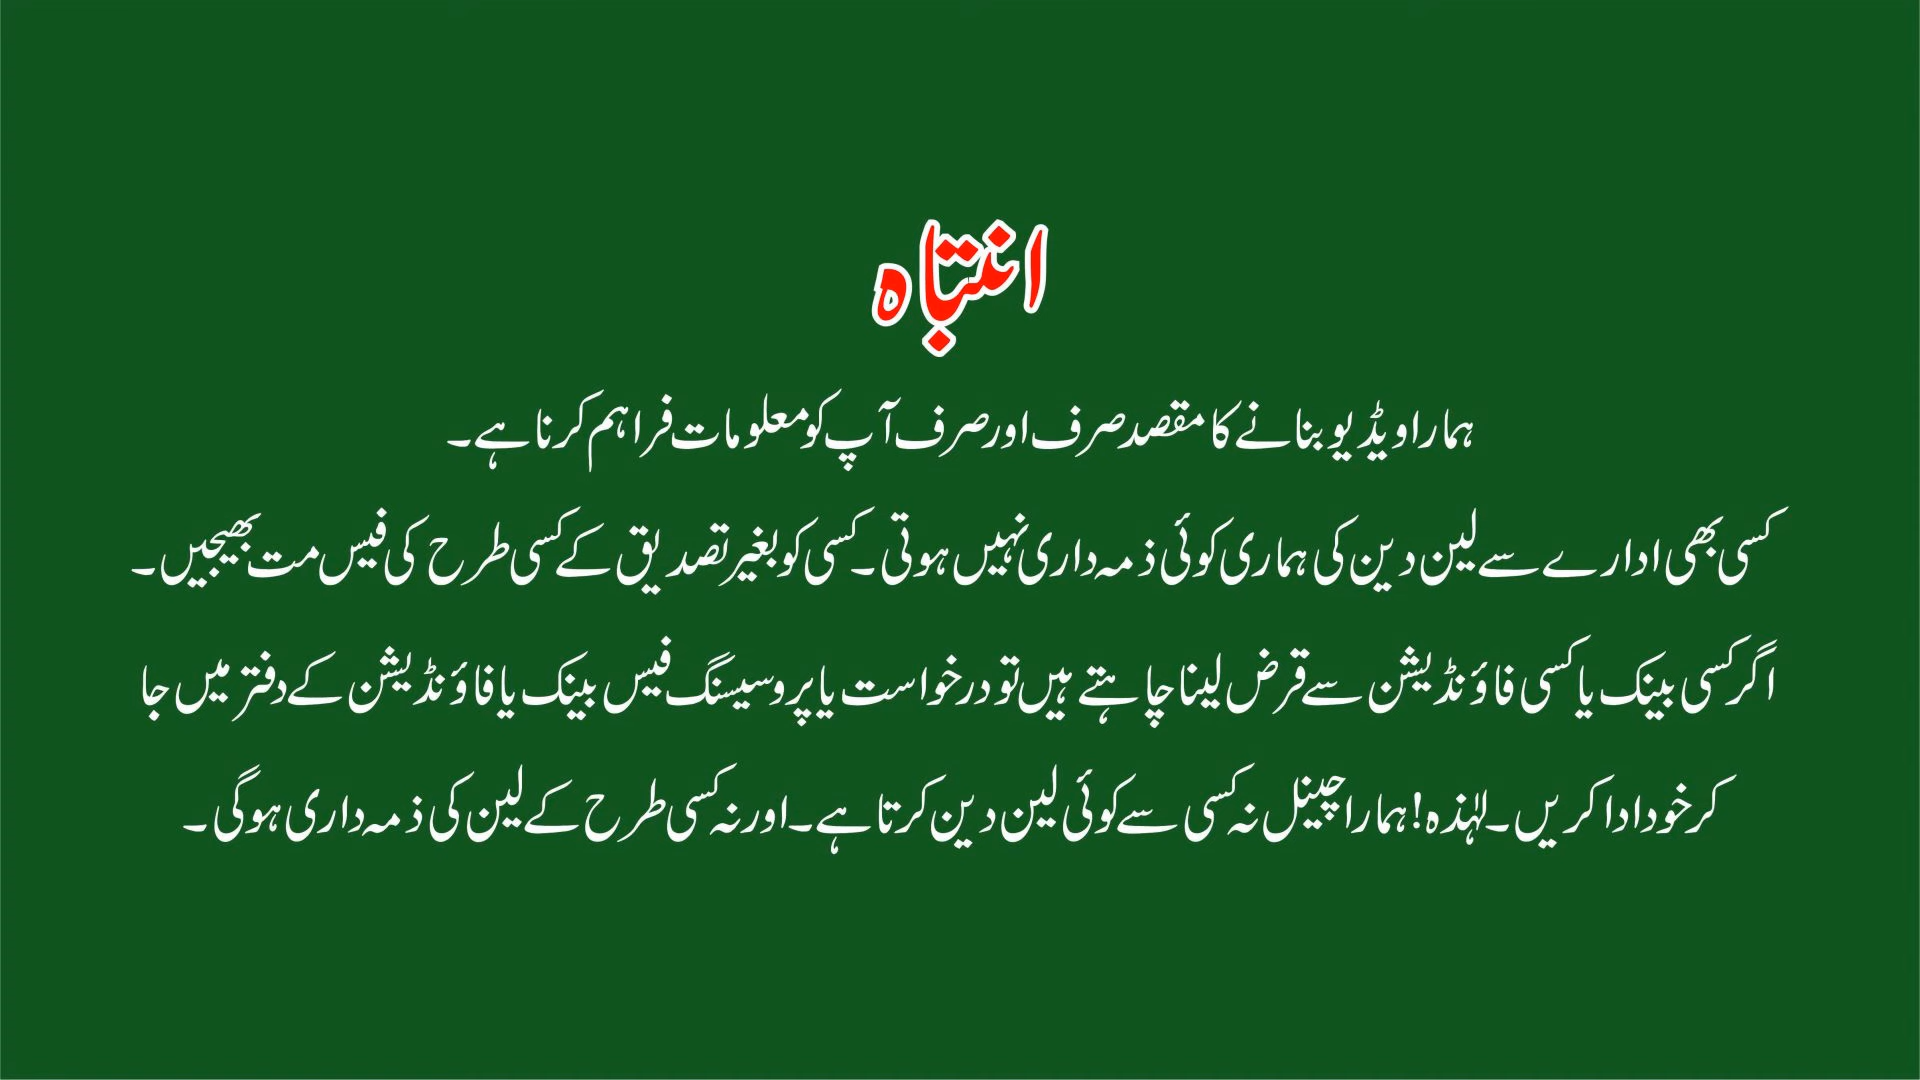 انتباہ
ہمارا ویڈیو بنانے کا مقصد صرف اور صرف آپ کو معلومات فراہم کرنا ہے۔
کسی بھی ادارے سے لین دین کی ہماری کوئی ذمہ داری نہیں ہوتی۔ کسی کو بغیر تصدیق کے کسی طرح کی فیس مت بھیجیں۔
اگر کسی بینک یا کسی فاؤنڈیشن سے قرض لینا چاہتے ہیں تو درخواست یا پروسیسنگ فیس بینک یا فاؤنڈیشن کے دفتر میں جا
کر خود ادا کریں۔ لہٰذہ! ہمارا چینل نہ کسی سے کوئی لین دین کرتا ہے۔ اور نہ کسی طرح کے لین کی ذمہ داری ہوگی۔